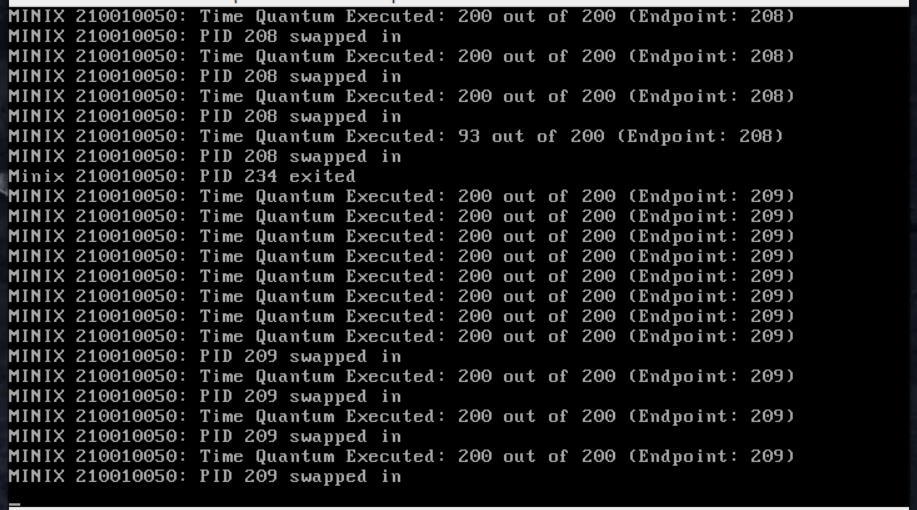 MINIX 210010050: Time Quantum Executed: 200 out of 200 (Endpoint: 208)
MINIX 210010050: PID 208 swapped in
MINIX 210010050: Time Quantum Executed: 200 out of 200 (Endpoint: 208)
MINIX 210010050: PID 208 swapped in
MINIX 210010050: Time Quantum Executed: 200 out of 200 (Endpoint: 208)
MINIX 210010050: PID 208 swapped in
MINIX 210010050: Time Quantum Executed: 93 out of 200 (Endpoint: 208)
MINIX 210010050: PID 208 swapped in
Minix 210010050: PID 234 exited
MINIX 210010050: Time Quantum Executed: 200 out of 200 (Endpoint: 209)
MINIX 210010050: Time Quantum Executed: 200 out of 200 (Endpoint: 209)
MINIX 210010050: Time Quantum Executed: 200 out of 200 (Endpoint: 209)
MINIX 210010050: Time Quantum Executed: 200 out of 200 (Endpoint: 209)
MINIX 210010050: Time Quantum Executed: 200 out of 200 (Endpoint: 209)
MINIX 210010050: Time Quantum Executed: 200 out of 200 (Endpoint: 209)
MINIX 210010050: Time Quantum Executed: 200 out of 200 (Endpoint: 209)
MINIX 210010050: Time Quantum Executed: 200 out of 200 (Endpoint: 209)
MINIX 210010050: PID 209 swapped in
MINIX 210010050: Time Quantum Executed: 200 out of 200 (Endpoint: 209)
MINIX 210010050: PID 209 swapped in
MINIX 210010050: Time Quantum Executed: 200 out of 200 (Endpoint: 209)
MINIX 210010050: PID 209 swapped in
MINIX 210010050: Time Quantum Executed: 200 out of 200 (Endpoint: 209)
MINIX 210010050: PID 209 swapped in